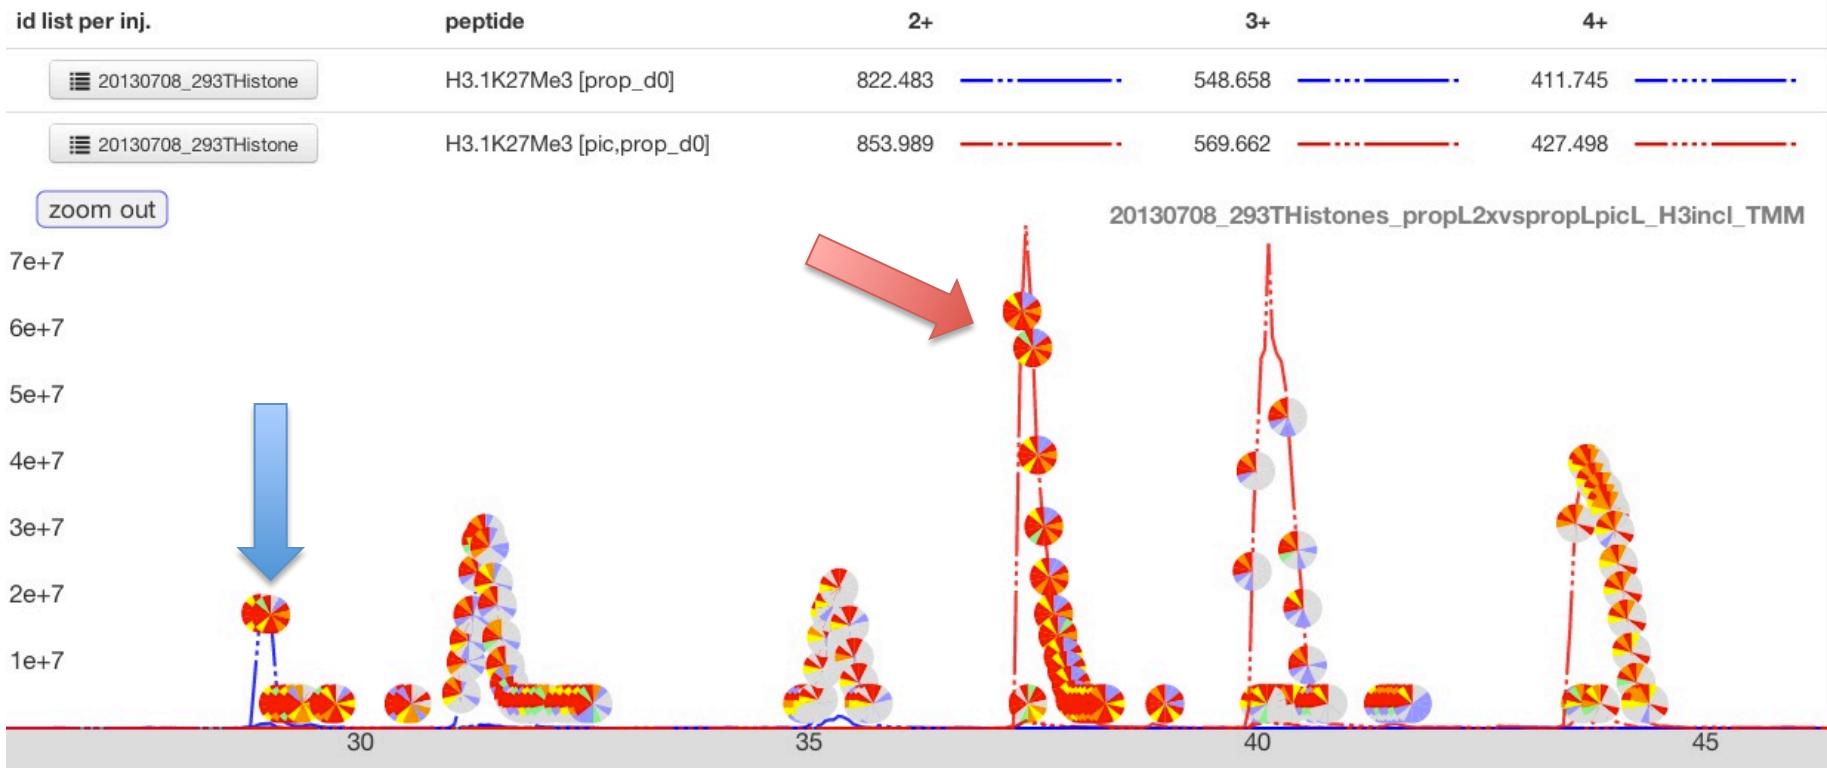 id list per inj. peptide 2+ 3+ 4+
20130708_293THistone H3.1K27Me3 [prop_d0] 822.483 548.658 411.745
20130708_293THistone H3.1K27Me3 [pic,prop_d0] 853.989 569.662 427.498
zoom out
20130708_293THistones_propL2xvspropLpicL_H3incl_TMM
7e+7
6e+7
5e+7
4e+7
3e+7
2e+7
1e+7
30 35 40 45